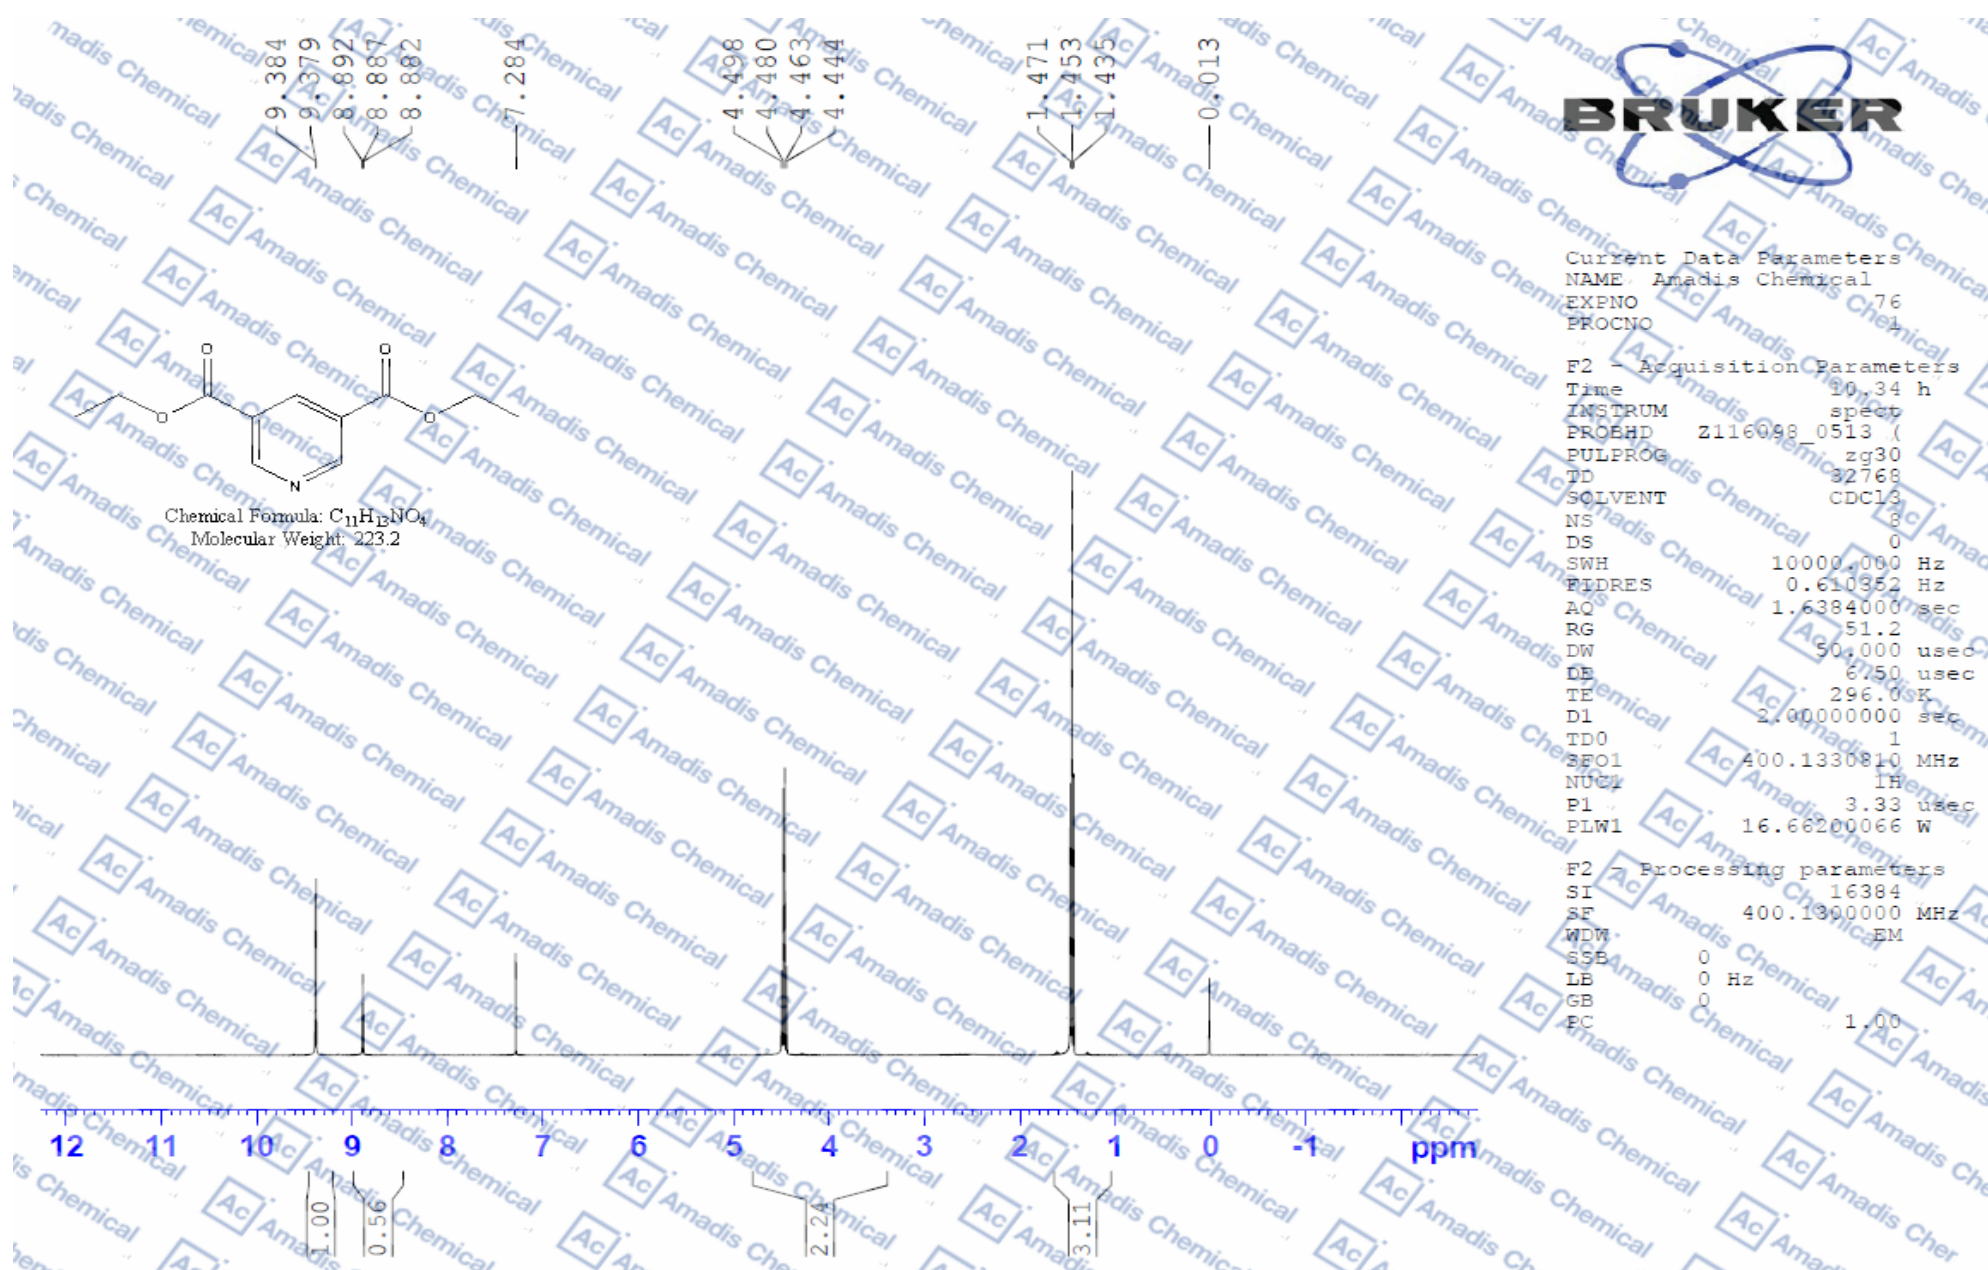 9.384
9.379
8.892
8.887
8.882
7.284
4.498
4.480
4.463
4.444
1.471
1.453
1.435
0.013
BRUKER
Current Data Parameters
NAME Amadis Chemical
EXPNO 76
PROCNO 1
F2 - Acquisition Parameters
Time 10.34 h
INSTRUM spect
PROBHD Z116098_0513 (
PULPROG zg30
TD 32768
SOLVENT CDCl3
NS 8
DS 0
SWH 10000.000 Hz
FIDRES 0.610352 Hz
AQ 1.6384000 sec
RG 51.2
DW 50.000 usec
DE 6.50 usec
TE 296.0 K
D1 2.00000000 sec
TD0 1
SFO1 400.1330810 MHz
NUC1 1H
P1 3.33 usec
PLW1 16.66200066 W
F2 - Processing parameters
SI 16384
SF 400.1300000 MHz
WDW EM
SSB 0
LB 0 Hz
GB 0
PC 1.00
O O
O O
N
Chemical Formula: C₁₁H₁₃NO₄
Molecular Weight: 223.2
12 11 10 9 8 7 6 5 4 3 2 1 0 -1 ppm
1.00
0.56
2.24
3.11
Ac Amadis Chemical